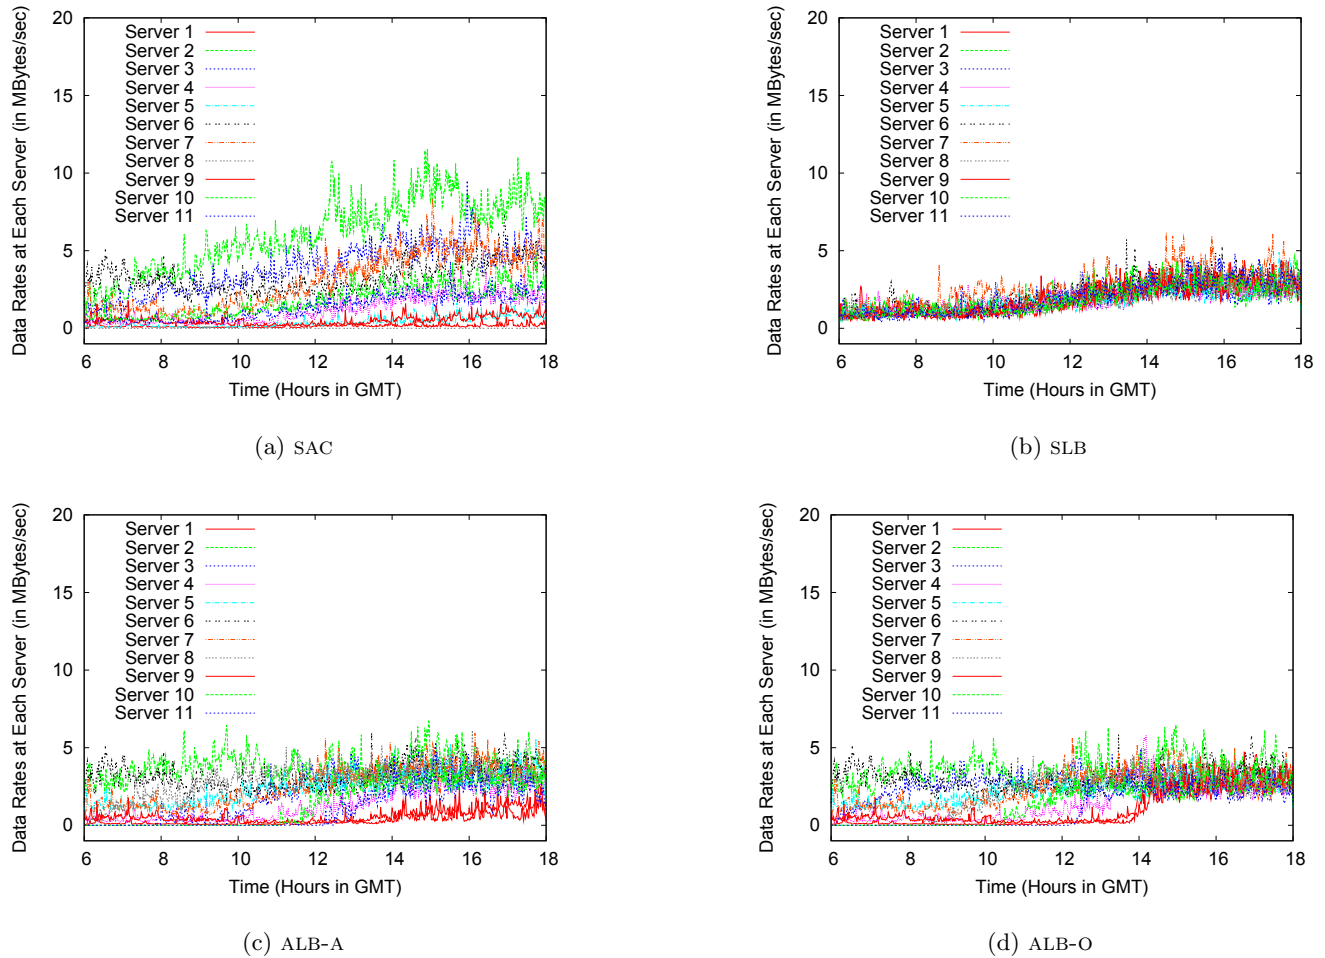 Data Rates at Each Server (in MBytes/sec)
20
15
10
5
0
Server 1
Server 2
Server 3
Server 4
Server 5
Server 6
Server 7
Server 8
Server 9
Server 10
Server 11
6 8 10 12 14 16 18
Time (Hours in GMT)
(a) SAC
Data Rates at Each Server (in MBytes/sec)
20
15
10
5
0
Server 1
Server 2
Server 3
Server 4
Server 5
Server 6
Server 7
Server 8
Server 9
Server 10
Server 11
6 8 10 12 14 16 18
Time (Hours in GMT)
(b) SLB
Data Rates at Each Server (in MBytes/sec)
20
15
10
5
0
Server 1
Server 2
Server 3
Server 4
Server 5
Server 6
Server 7
Server 8
Server 9
Server 10
Server 11
6 8 10 12 14 16 18
Time (Hours in GMT)
(c) ALB-A
Data Rates at Each Server (in MBytes/sec)
20
15
10
5
0
Server 1
Server 2
Server 3
Server 4
Server 5
Server 6
Server 7
Server 8
Server 9
Server 10
Server 11
6 8 10 12 14 16 18
Time (Hours in GMT)
(d) ALB-O